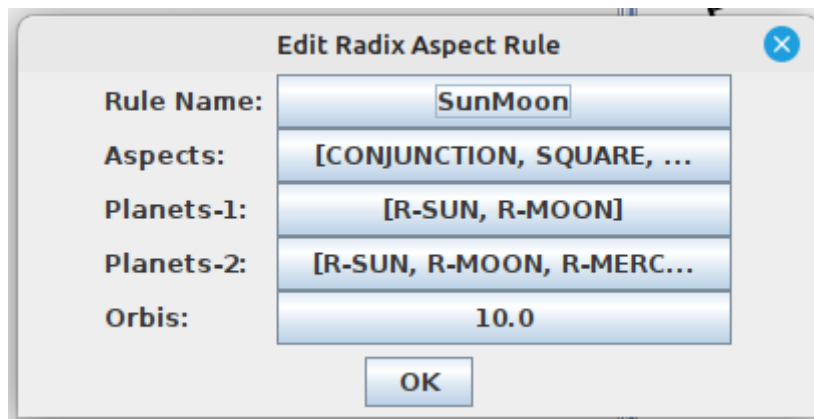 Edit Radix Aspect Rule
Rule Name: SunMoon
Aspects: [CONJUNCTION, SQUARE, ...
Planets-1: [R-SUN, R-MOON]
Planets-2: [R-SUN, R-MOON, R-MERC...
Orbis: 10.0
OK